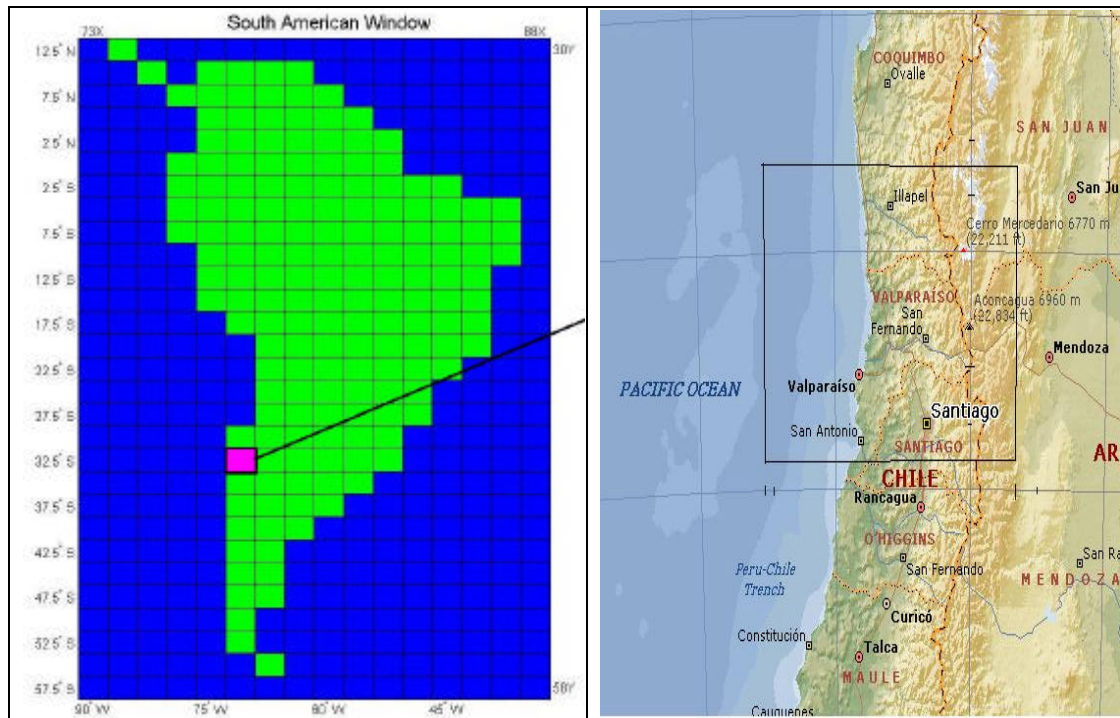 South American Window
73X 88X
12.5° N 30Y
7.5° N
2.5° N
2.5° S
7.5° S
12.5° S
17.5° S
22.5° S
27.5° S
32.5° S
37.5° S
42.5° S
47.5° S
52.5° S
57.5° S 58Y
90° W 75° W 60° W 45° W
COQUIMBO
Ovalle
SAN JUAN
Illapel
San Ju
Cerro Mercedario 6770 m
(22,211 ft)
VALPARAISO
Aconcagua 6960 m
(22,834 ft)
San
Fernando
Mendoza
Valparaíso
PACIFIC OCEAN
Santiago
San Antonio
SANTIAGO
AR
CHILE
Rancagua
O'HIGGINS
San Fernando
San Ra
Peru-Chile
Trench
MENDOZA
Curicó
Constitución
Talca
MAULE
Cauquenes